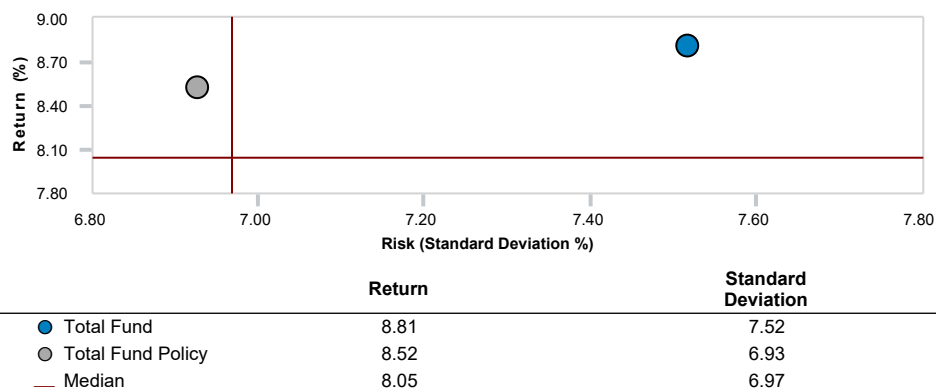 9.00
8.70
8.40
8.10
7.80
Return (%)
6.80 7.00 7.20 7.40 7.60 7.80
Risk (Standard Deviation %)
Return Standard Deviation
Total Fund 8.81 7.52
Total Fund Policy 8.52 6.93
Median 8.05 6.97